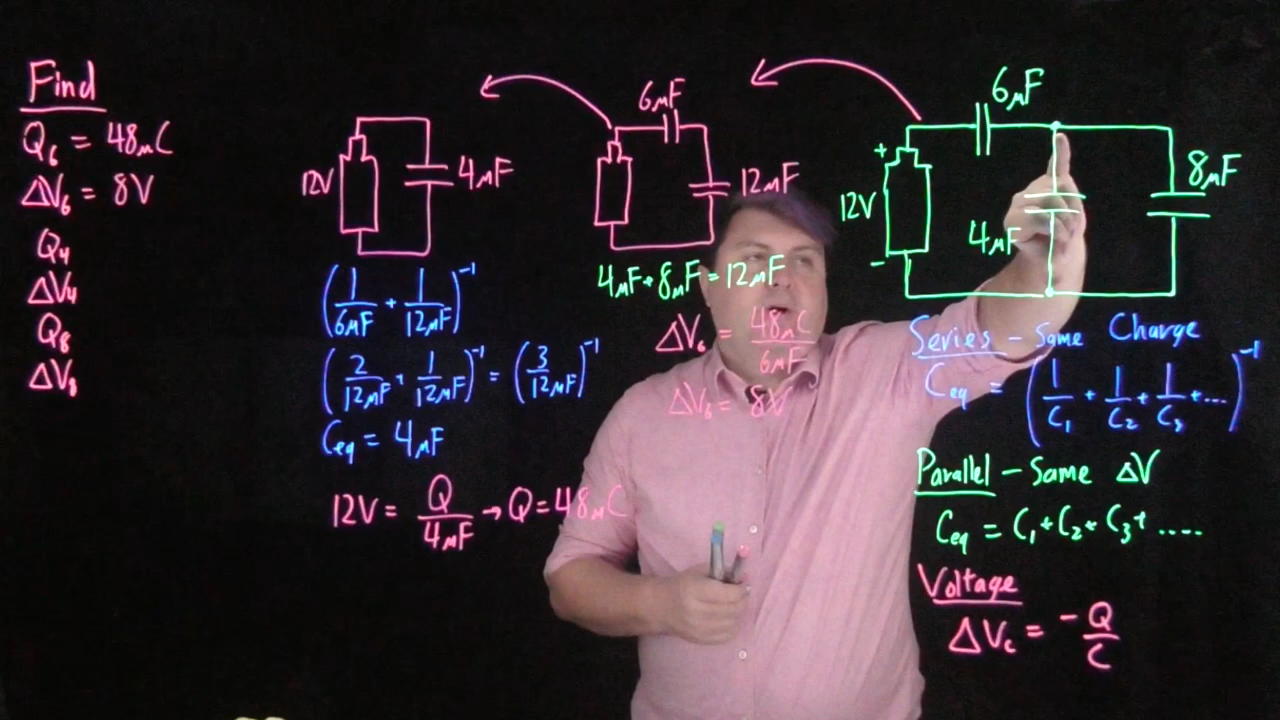 Find
Q₆ = 48μC
ΔV₆ = 8V
Q₄
ΔV₄
Q₈
ΔV₈
12V
4μF
(1/6μF + 1/12μF)⁻¹
(2/12μF + 1/12μF)⁻¹ = (3/12μF)⁻¹
Ceq = 4μF
12V = Q/4μF → Q = 48μC
6μF
12μF
4μF + 8μF = 12μF
ΔV₆ = 48μC/6μF
ΔV₆ = 8V
6μF
+
12V
-
4μF
8μF
Series - Same Charge
Ceq = (1/C₁ + 1/C₂ + 1/C₃ + ...)⁻¹
Parallel - Same ΔV
Ceq = C₁ + C₂ + C₃ + ....
Voltage
ΔVc = -Q/C